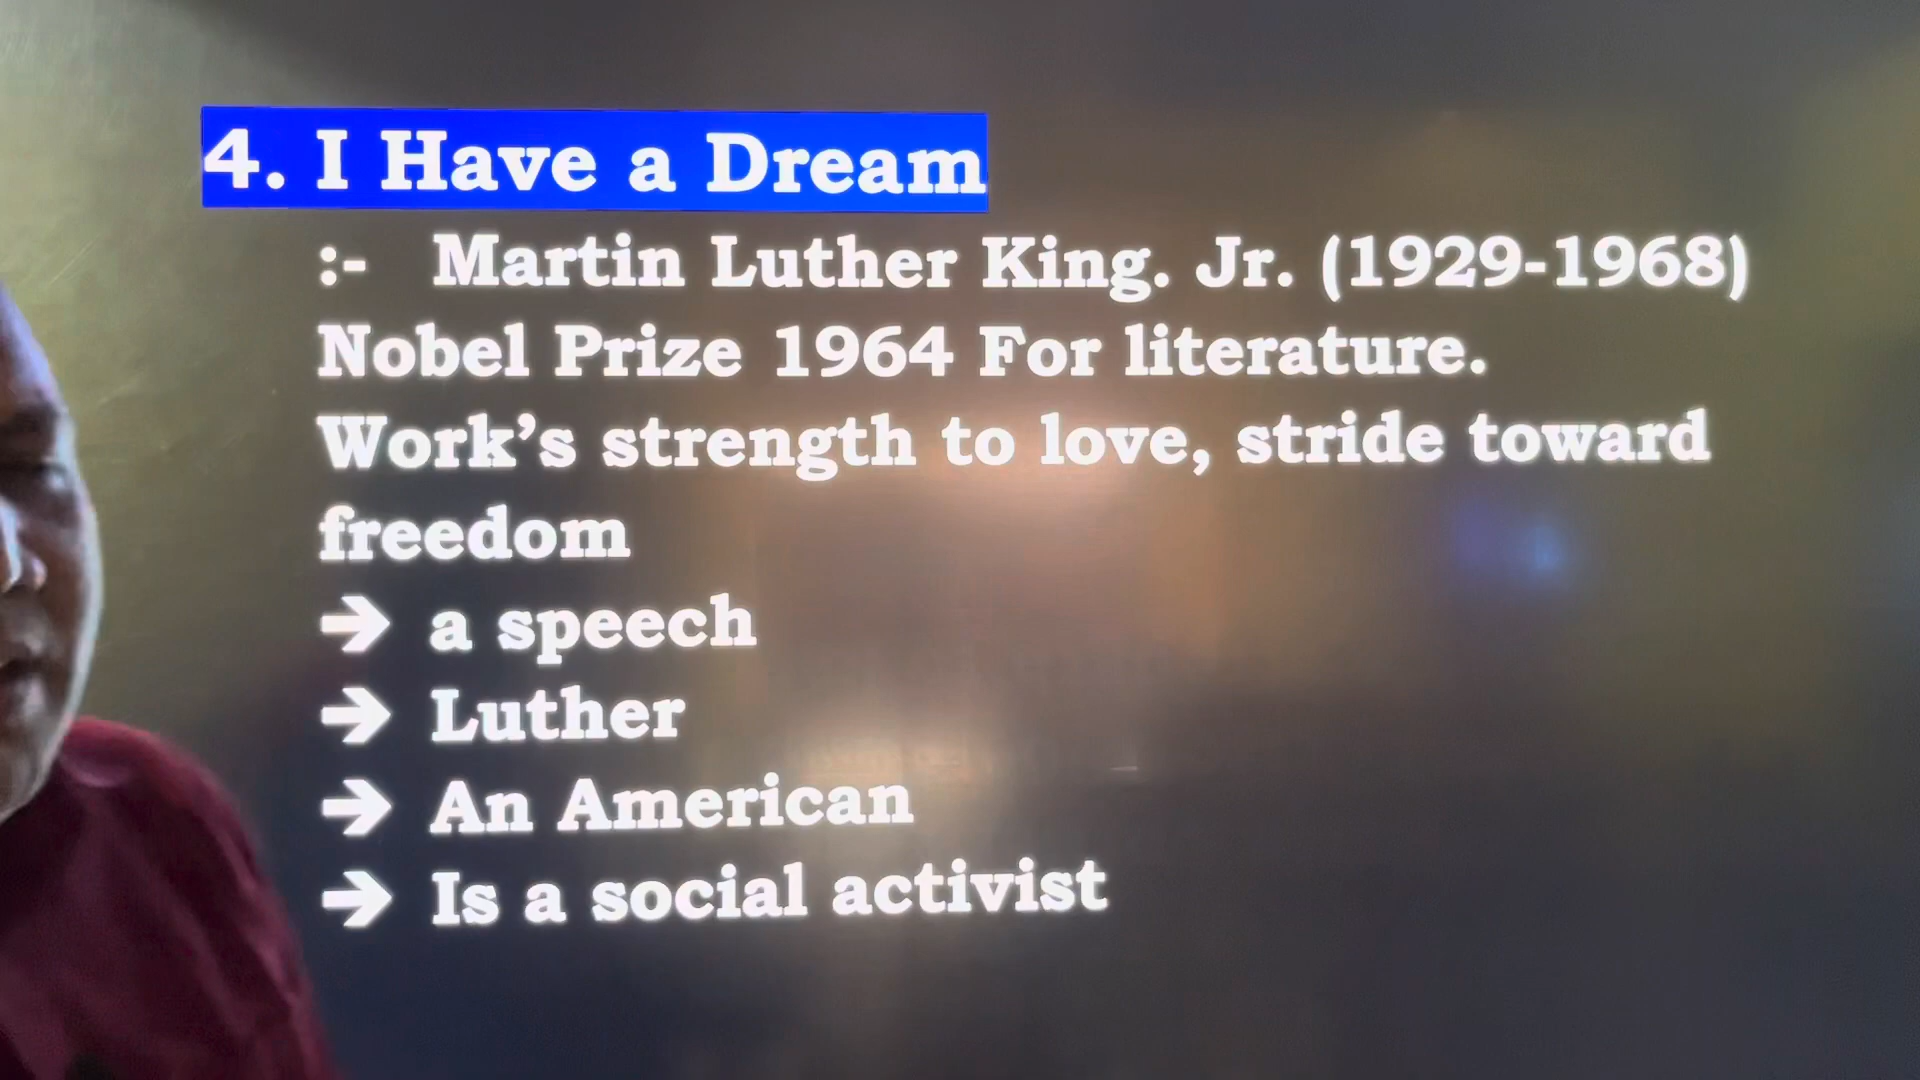 4. I Have a Dream
:- Martin Luther King. Jr. (1929-1968)
Nobel Prize 1964 For literature.
Work’s strength to love, stride toward
freedom
➔ a speech
➔ Luther
➔ An American
➔ Is a social activist